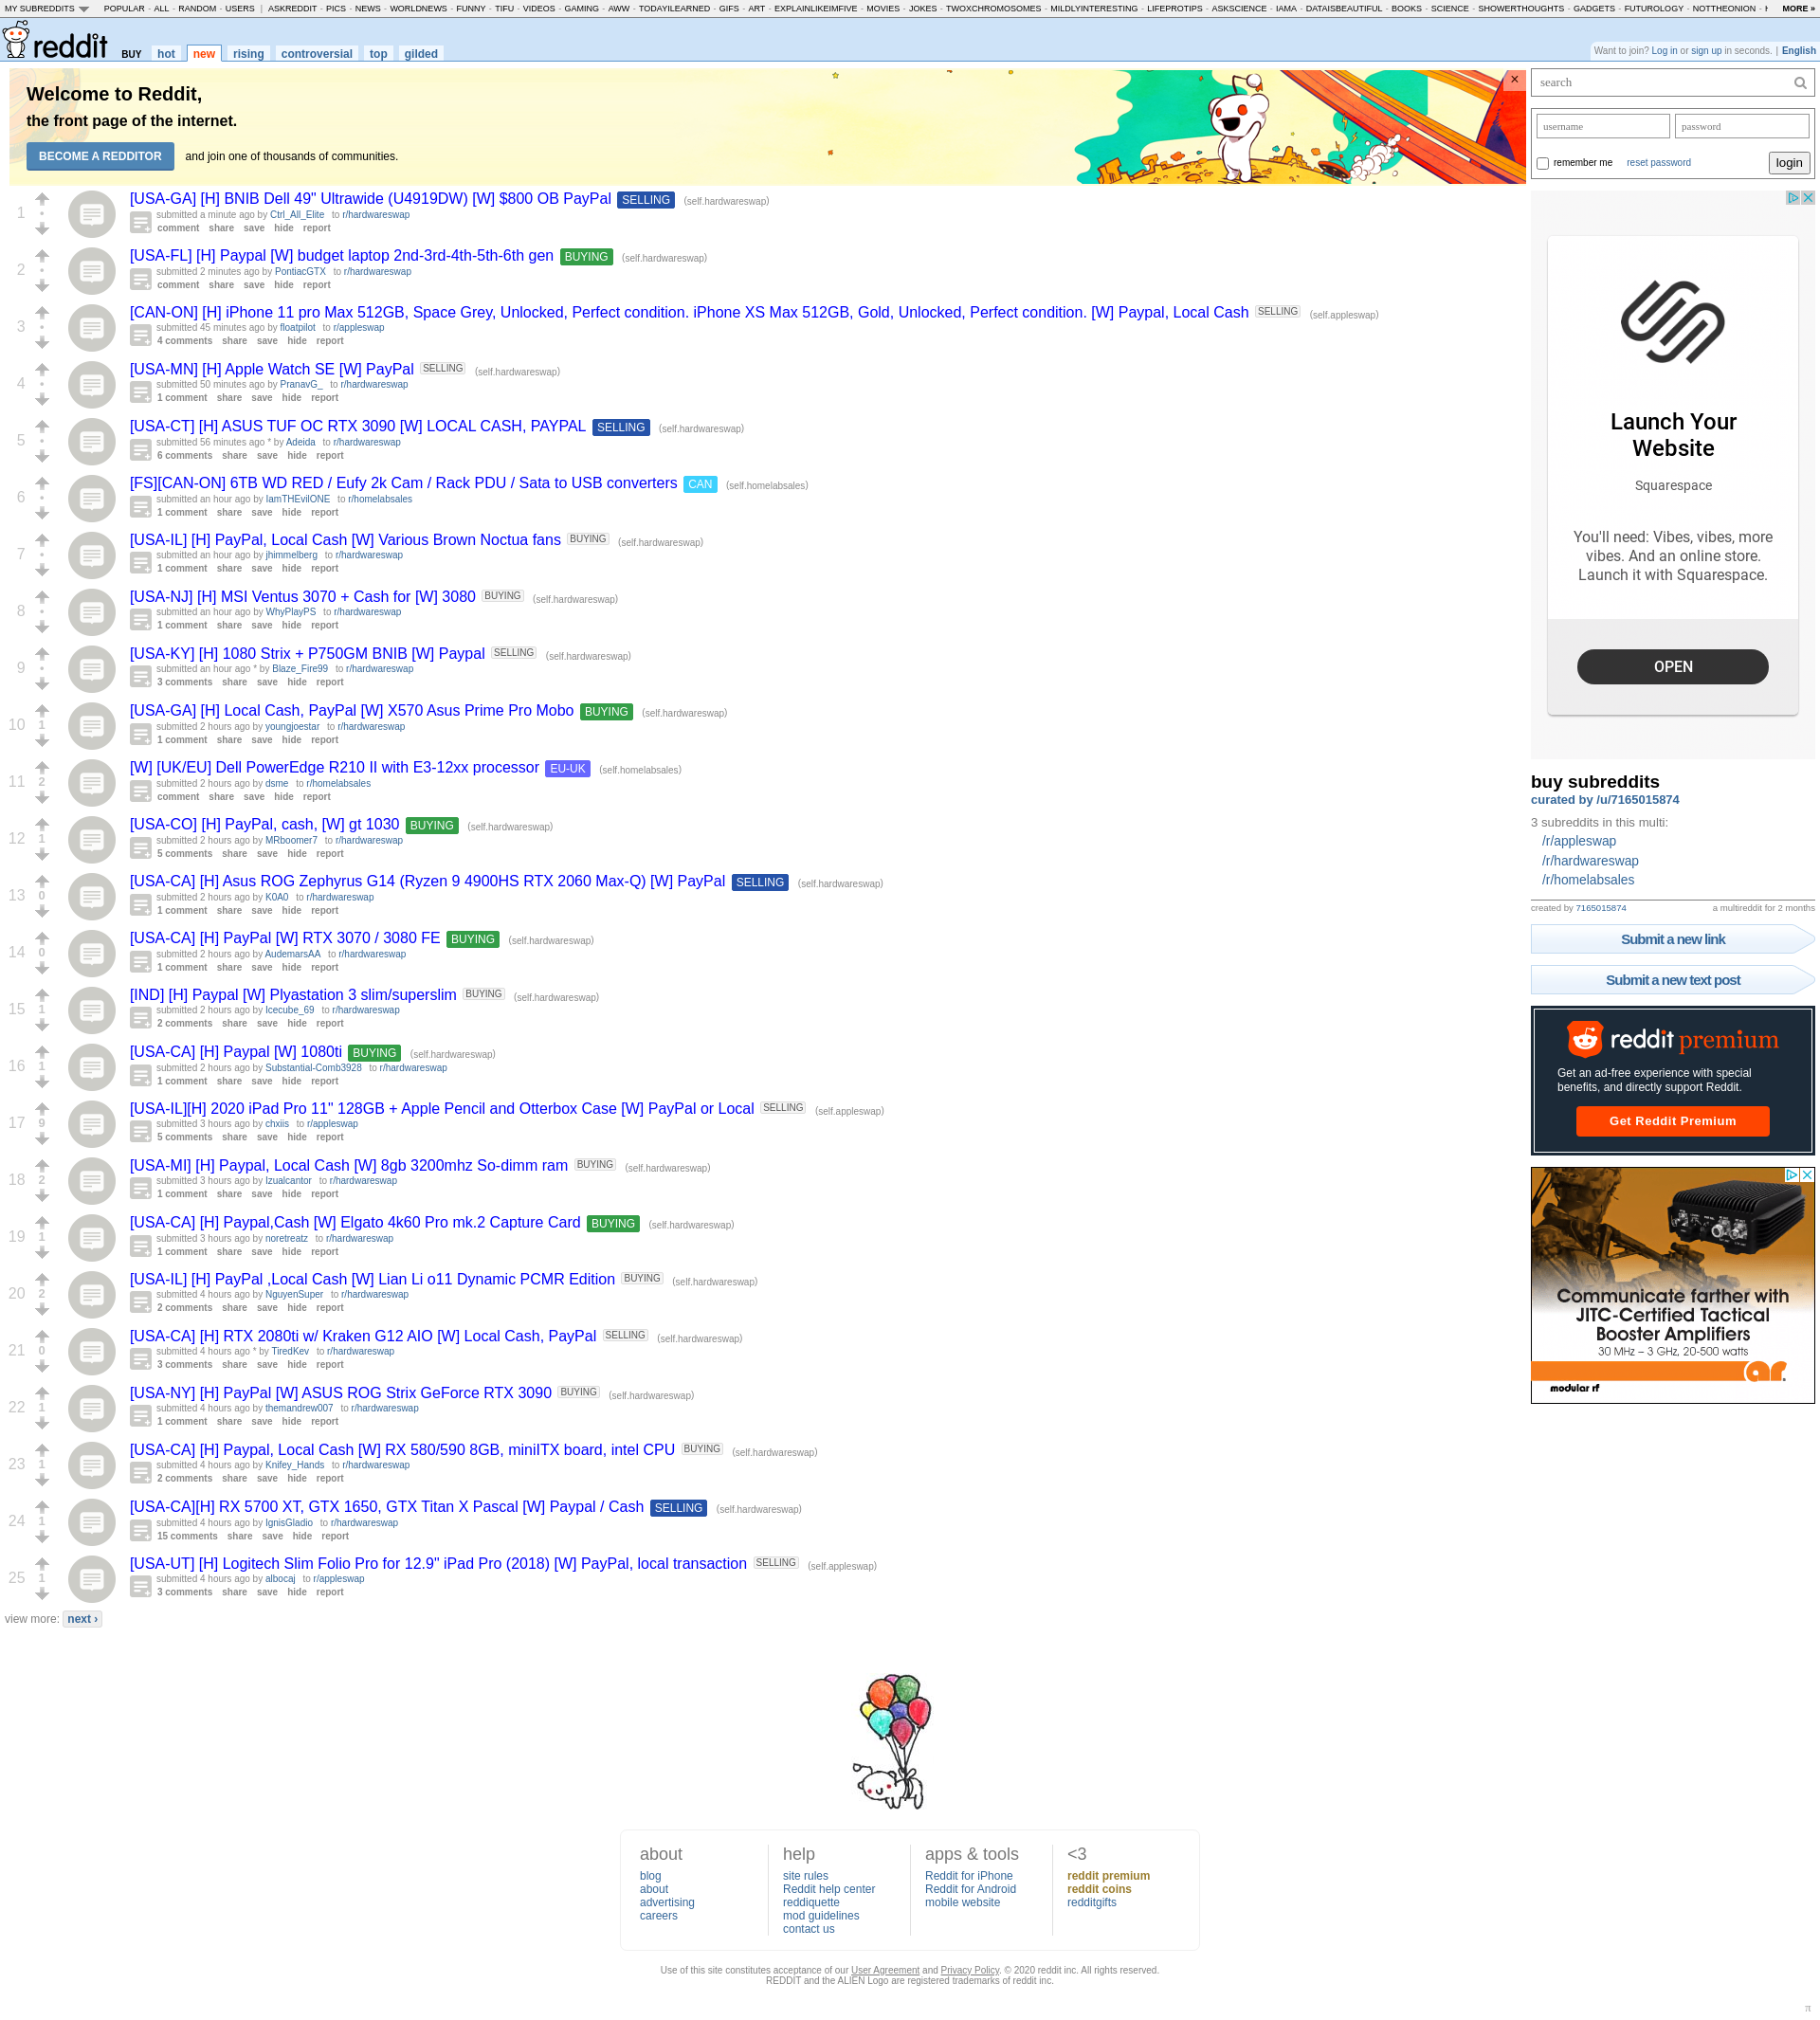 MY SUBREDDITS POPULAR - ALL - RANDOM - USERS | ASKREDDIT - PICS - NEWS - WORLDNEWS - FUNNY - TIFU - VIDEOS - GAMING - AWW - TODAYILEARNED - GIFS - ART - EXPLAINLIKEIMFIVE - MOVIES - JOKES - TWOXCHROMOSOMES - MILDLYINTERESTING - LIFEPROTIPS - ASKSCIENCE - IAMA - DATAISBEAUTIFUL - BOOKS - SCIENCE - SHOWERTHOUGHTS - GADGETS - FUTUROLOGY - NOTTHEONION - MORE »
reddit BUY hot new rising controversial top gilded
Want to join? Log in or sign up in seconds. | English
Welcome to Reddit,
the front page of the internet.
BECOME A REDDITOR and join one of thousands of communities.
×
1
[USA-GA] [H] BNIB Dell 49" Ultrawide (U4919DW) [W] $800 OB PayPal SELLING (self.hardwareswap)
submitted a minute ago by Ctrl_All_Elite to r/hardwareswap
comment share save hide report
2
[USA-FL] [H] Paypal [W] budget laptop 2nd-3rd-4th-5th-6th gen BUYING (self.hardwareswap)
submitted 2 minutes ago by PontiacGTX to r/hardwareswap
comment share save hide report
3
[CAN-ON] [H] iPhone 11 pro Max 512GB, Space Grey, Unlocked, Perfect condition. iPhone XS Max 512GB, Gold, Unlocked, Perfect condition. [W] Paypal, Local Cash SELLING (self.appleswap)
submitted 45 minutes ago by floatpilot to r/appleswap
4 comments share save hide report
4
[USA-MN] [H] Apple Watch SE [W] PayPal SELLING (self.hardwareswap)
submitted 50 minutes ago by PranavG_ to r/hardwareswap
1 comment share save hide report
5
[USA-CT] [H] ASUS TUF OC RTX 3090 [W] LOCAL CASH, PAYPAL SELLING (self.hardwareswap)
submitted 56 minutes ago * by Adeida to r/hardwareswap
6 comments share save hide report
6
[FS][CAN-ON] 6TB WD RED / Eufy 2k Cam / Rack PDU / Sata to USB converters CAN (self.homelabsales)
submitted an hour ago by IamTHEvilONE to r/homelabsales
1 comment share save hide report
7
[USA-IL] [H] PayPal, Local Cash [W] Various Brown Noctua fans BUYING (self.hardwareswap)
submitted an hour ago by jhimmelberg to r/hardwareswap
1 comment share save hide report
8
[USA-NJ] [H] MSI Ventus 3070 + Cash for [W] 3080 BUYING (self.hardwareswap)
submitted an hour ago by WhyPlayPS to r/hardwareswap
1 comment share save hide report
9
[USA-KY] [H] 1080 Strix + P750GM BNIB [W] Paypal SELLING (self.hardwareswap)
submitted an hour ago * by Blaze_Fire99 to r/hardwareswap
3 comments share save hide report
10 1
[USA-GA] [H] Local Cash, PayPal [W] X570 Asus Prime Pro Mobo BUYING (self.hardwareswap)
submitted 2 hours ago by youngjoestar to r/hardwareswap
1 comment share save hide report
11 2
[W] [UK/EU] Dell PowerEdge R210 II with E3-12xx processor EU-UK (self.homelabsales)
submitted 2 hours ago by dsme to r/homelabsales
comment share save hide report
12 1
[USA-CO] [H] PayPal, cash, [W] gt 1030 BUYING (self.hardwareswap)
submitted 2 hours ago by MRboomer7 to r/hardwareswap
5 comments share save hide report
13 0
[USA-CA] [H] Asus ROG Zephyrus G14 (Ryzen 9 4900HS RTX 2060 Max-Q) [W] PayPal SELLING (self.hardwareswap)
submitted 2 hours ago by K0A0 to r/hardwareswap
1 comment share save hide report
14 0
[USA-CA] [H] PayPal [W] RTX 3070 / 3080 FE BUYING (self.hardwareswap)
submitted 2 hours ago by AudemarsAA to r/hardwareswap
1 comment share save hide report
15 1
[IND] [H] Paypal [W] Plyastation 3 slim/superslim BUYING (self.hardwareswap)
submitted 2 hours ago by Icecube_69 to r/hardwareswap
2 comments share save hide report
16 1
[USA-CA] [H] Paypal [W] 1080ti BUYING (self.hardwareswap)
submitted 2 hours ago by Substantial-Comb3928 to r/hardwareswap
1 comment share save hide report
17 9
[USA-IL][H] 2020 iPad Pro 11" 128GB + Apple Pencil and Otterbox Case [W] PayPal or Local SELLING (self.appleswap)
submitted 3 hours ago by chxiis to r/appleswap
5 comments share save hide report
18 2
[USA-MI] [H] Paypal, Local Cash [W] 8gb 3200mhz So-dimm ram BUYING (self.hardwareswap)
submitted 3 hours ago by Izualcantor to r/hardwareswap
1 comment share save hide report
19 1
[USA-CA] [H] Paypal,Cash [W] Elgato 4k60 Pro mk.2 Capture Card BUYING (self.hardwareswap)
submitted 3 hours ago by noretreatz to r/hardwareswap
1 comment share save hide report
20 2
[USA-IL] [H] PayPal ,Local Cash [W] Lian Li o11 Dynamic PCMR Edition BUYING (self.hardwareswap)
submitted 4 hours ago by NguyenSuper to r/hardwareswap
2 comments share save hide report
21 0
[USA-CA] [H] RTX 2080ti w/ Kraken G12 AIO [W] Local Cash, PayPal SELLING (self.hardwareswap)
submitted 4 hours ago * by TiredKev to r/hardwareswap
3 comments share save hide report
22 1
[USA-NY] [H] PayPal [W] ASUS ROG Strix GeForce RTX 3090 BUYING (self.hardwareswap)
submitted 4 hours ago by themandrew007 to r/hardwareswap
1 comment share save hide report
23 1
[USA-CA] [H] Paypal, Local Cash [W] RX 580/590 8GB, miniITX board, intel CPU BUYING (self.hardwareswap)
submitted 4 hours ago by Knifey_Hands to r/hardwareswap
2 comments share save hide report
24 1
[USA-CA][H] RX 5700 XT, GTX 1650, GTX Titan X Pascal [W] Paypal / Cash SELLING (self.hardwareswap)
submitted 4 hours ago by IgnisGladio to r/hardwareswap
15 comments share save hide report
25 1
[USA-UT] [H] Logitech Slim Folio Pro for 12.9" iPad Pro (2018) [W] PayPal, local transaction SELLING (self.appleswap)
submitted 4 hours ago by albocaj to r/appleswap
3 comments share save hide report
view more: next ›
search
username password
remember me reset password login
Launch Your
Website
Squarespace
You'll need: Vibes, vibes, more
vibes. And an online store.
Launch it with Squarespace.
OPEN
buy subreddits
curated by /u/7165015874
3 subreddits in this multi:
/r/appleswap
/r/hardwareswap
/r/homelabsales
created by 7165015874 a multireddit for 2 months
Submit a new link
Submit a new text post
reddit premium
Get an ad-free experience with special
benefits, and directly support Reddit.
Get Reddit Premium
Communicate farther with
JITC-Certified Tactical
Booster Amplifiers
30 MHz – 3 GHz, 20-500 watts
ar
modular rf
about
blog
about
advertising
careers
help
site rules
Reddit help center
reddiquette
mod guidelines
contact us
apps & tools
Reddit for iPhone
Reddit for Android
mobile website
<3
reddit premium
reddit coins
redditgifts
Use of this site constitutes acceptance of our User Agreement and Privacy Policy. © 2020 reddit inc. All rights reserved.
REDDIT and the ALIEN Logo are registered trademarks of reddit inc.
π